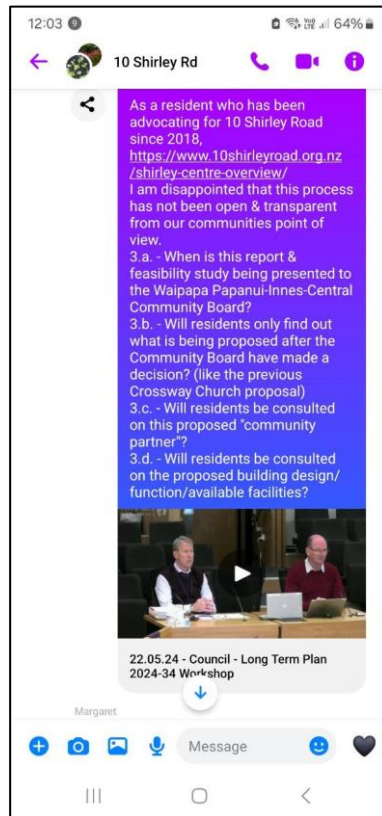 12:03 9 64%
10 Shirley Rd
As a resident who has been
advocating for 10 Shirley Road
since 2018,
https://www.10shirleyroad.org.nz
/shirley-centre-overview/
I am disappointed that this process
has not been open & transparent
from our communities point of
view.
3.a. - When is this report &
feasibility study being presented to
the Waipapa Papanui-Innes-Central
Community Board?
3.b. - Will residents only find out
what is being proposed after the
Community Board have made a
decision? (like the previous
Crossway Church proposal)
3.c. - Will residents be consulted
on this proposed "community
partner"?
3.d. - Will residents be consulted
on the proposed building design/
function/available facilities?
22.05.24 - Council - Long Term Plan
2024-34 Workshop
Margaret
Message